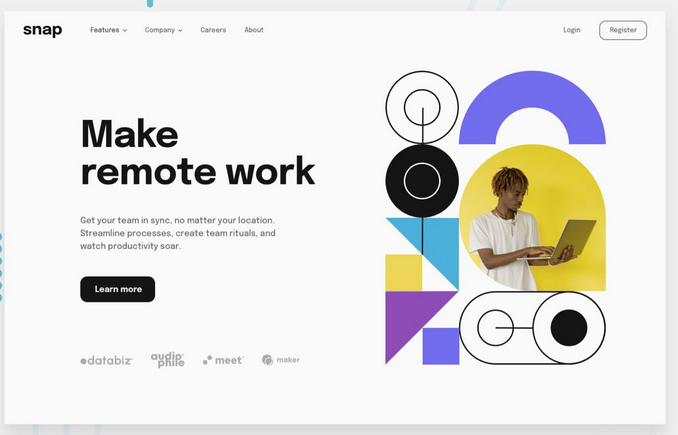 snap
Features
Company
Careers
About
Login
Register
Make
remote work
Get your team in sync, no matter your location.
Streamline processes, create team rituals, and
watch productivity soar.
Learn more
databiz
audiophile
meet
maker